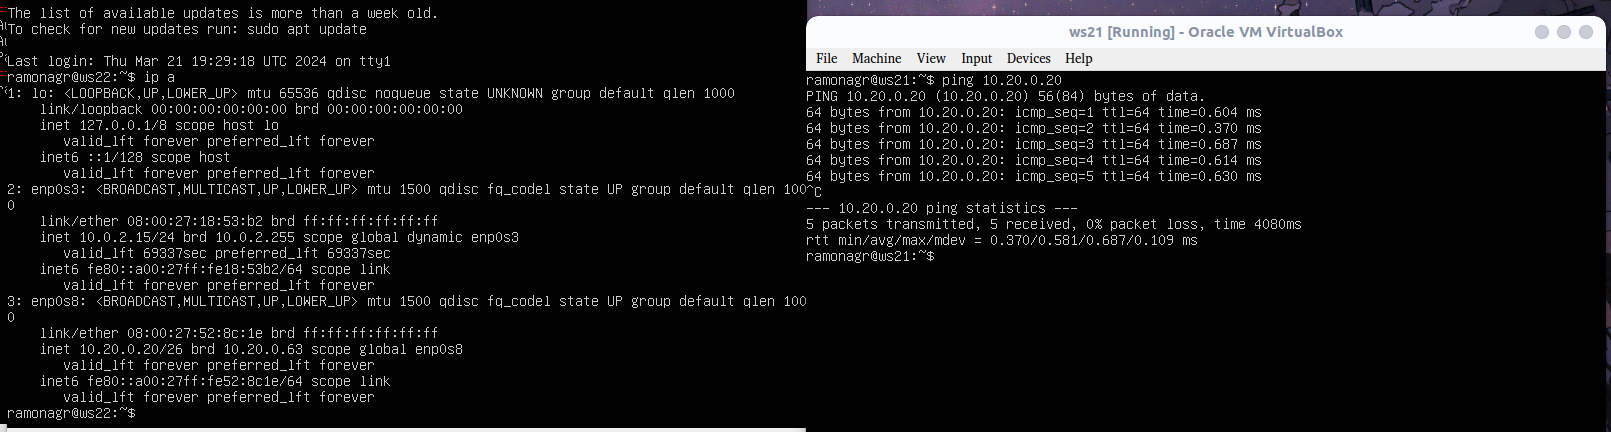 The list of available updates is more than a week old.
To check for new updates run: sudo apt update
Last login: Thu Mar 21 19:29:18 UTC 2024 on tty1
ramonagr@ws22:~$ ip a
1: lo: <LOOPBACK,UP,LOWER_UP> mtu 65536 qdisc noqueue state UNKNOWN group default qlen 1000
link/loopback 00:00:00:00:00:00 brd 00:00:00:00:00:00
inet 127.0.0.1/8 scope host lo
valid_lft forever preferred_lft forever
inet6 ::1/128 scope host
valid_lft forever preferred_lft forever
2: enp0s3: <BROADCAST,MULTICAST,UP,LOWER_UP> mtu 1500 qdisc fq_codel state UP group default qlen 100
0
link/ether 08:00:27:18:53:b2 brd ff:ff:ff:ff:ff:ff
inet 10.0.2.15/24 brd 10.0.2.255 scope global dynamic enp0s3
valid_lft 69337sec preferred_lft 69337sec
inet6 fe80::a00:27ff:fe18:53b2/64 scope link
valid_lft forever preferred_lft forever
3: enp0s8: <BROADCAST,MULTICAST,UP,LOWER_UP> mtu 1500 qdisc fq_codel state UP group default qlen 100
0
link/ether 08:00:27:52:8c:1e brd ff:ff:ff:ff:ff:ff
inet 10.20.0.20/26 brd 10.20.0.63 scope global enp0s8
valid_lft forever preferred_lft forever
inet6 fe80::a00:27ff:fe52:8c1e/64 scope link
valid_lft forever preferred_lft forever
ramonagr@ws22:~$
ws21 [Running] - Oracle VM VirtualBox
File Machine View Input Devices Help
ramonagr@ws21:~$ ping 10.20.0.20
PING 10.20.0.20 (10.20.0.20) 56(84) bytes of data.
64 bytes from 10.20.0.20: icmp_seq=1 ttl=64 time=0.604 ms
64 bytes from 10.20.0.20: icmp_seq=2 ttl=64 time=0.370 ms
64 bytes from 10.20.0.20: icmp_seq=3 ttl=64 time=0.687 ms
64 bytes from 10.20.0.20: icmp_seq=4 ttl=64 time=0.614 ms
64 bytes from 10.20.0.20: icmp_seq=5 ttl=64 time=0.630 ms
^C
--- 10.20.0.20 ping statistics ---
5 packets transmitted, 5 received, 0% packet loss, time 4080ms
rtt min/avg/max/mdev = 0.370/0.581/0.687/0.109 ms
ramonagr@ws21:~$